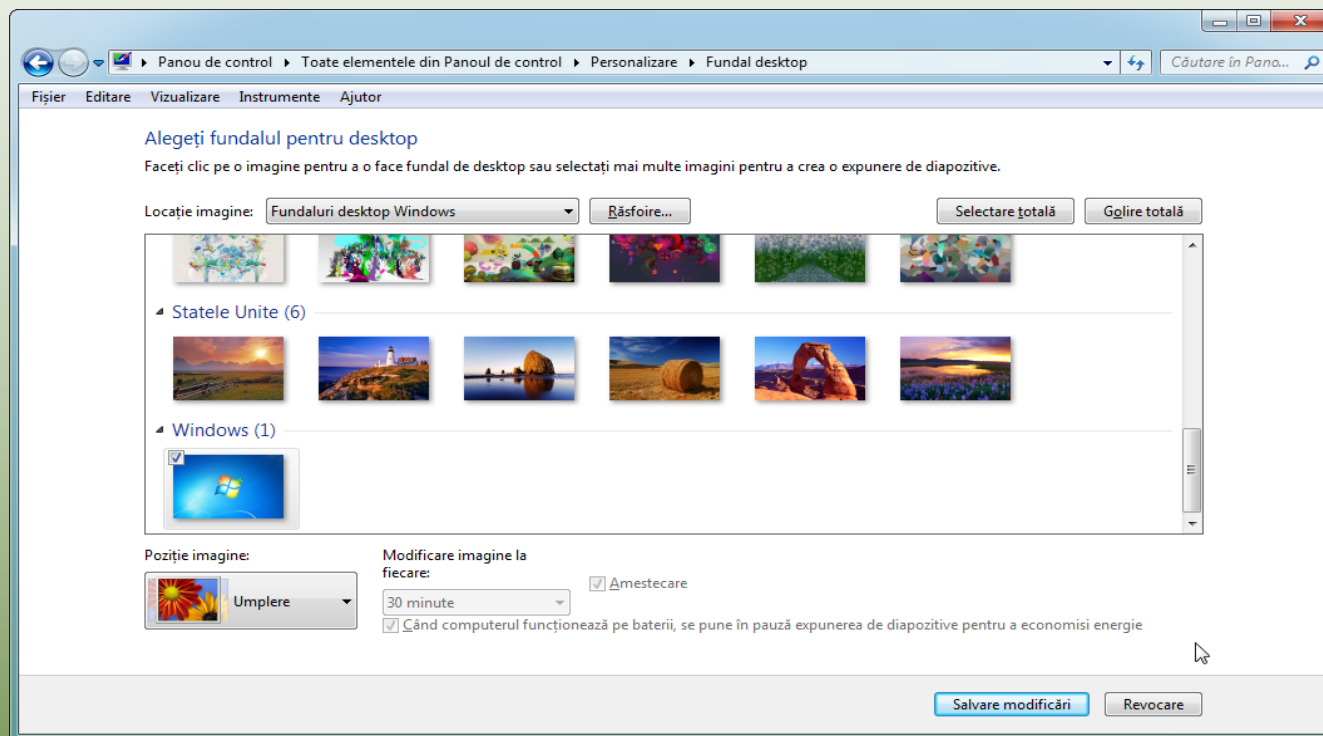 Panou de control Toate elementele din Panoul de control Personalizare Fundal desktop Căutare în Pano...
Fișier Editare Vizualizare Instrumente Ajutor
Alegeți fundalul pentru desktop
Faceți clic pe o imagine pentru a o face fundal de desktop sau selectați mai multe imagini pentru a crea o expunere de diapozitive.
Locație imagine: Fundaluri desktop Windows Răsfoire... Selectare totală Golire totală
Statele Unite (6)
Windows (1)
Poziție imagine:
Umplere
Modificare imagine la
fiecare:
30 minute
Amestecare
Când computerul funcționează pe baterii, se pune în pauză expunerea de diapozitive pentru a economisi energie
Salvare modificări Revocare